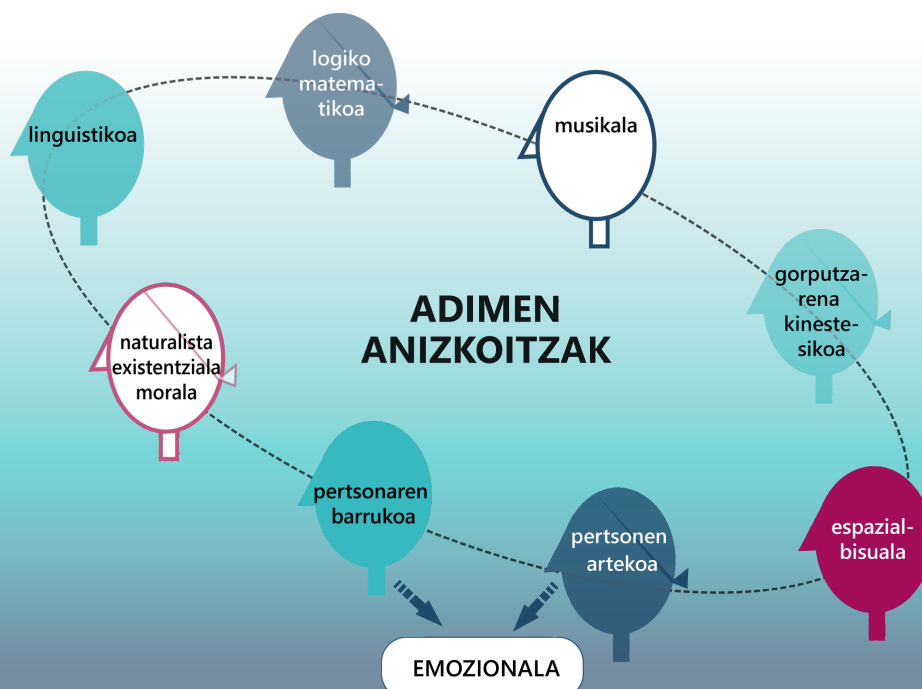 logiko
matema-
tikoa
linguistikoa
musikala
gorputza-
rena
kineste-
sikoa
ADIMEN
ANIZKOITZAK
naturalista
existentziala
morala
pertsonaren
barrukoa
pertsonen
artekoa
espazial-
bisuala
EMOZIONALA